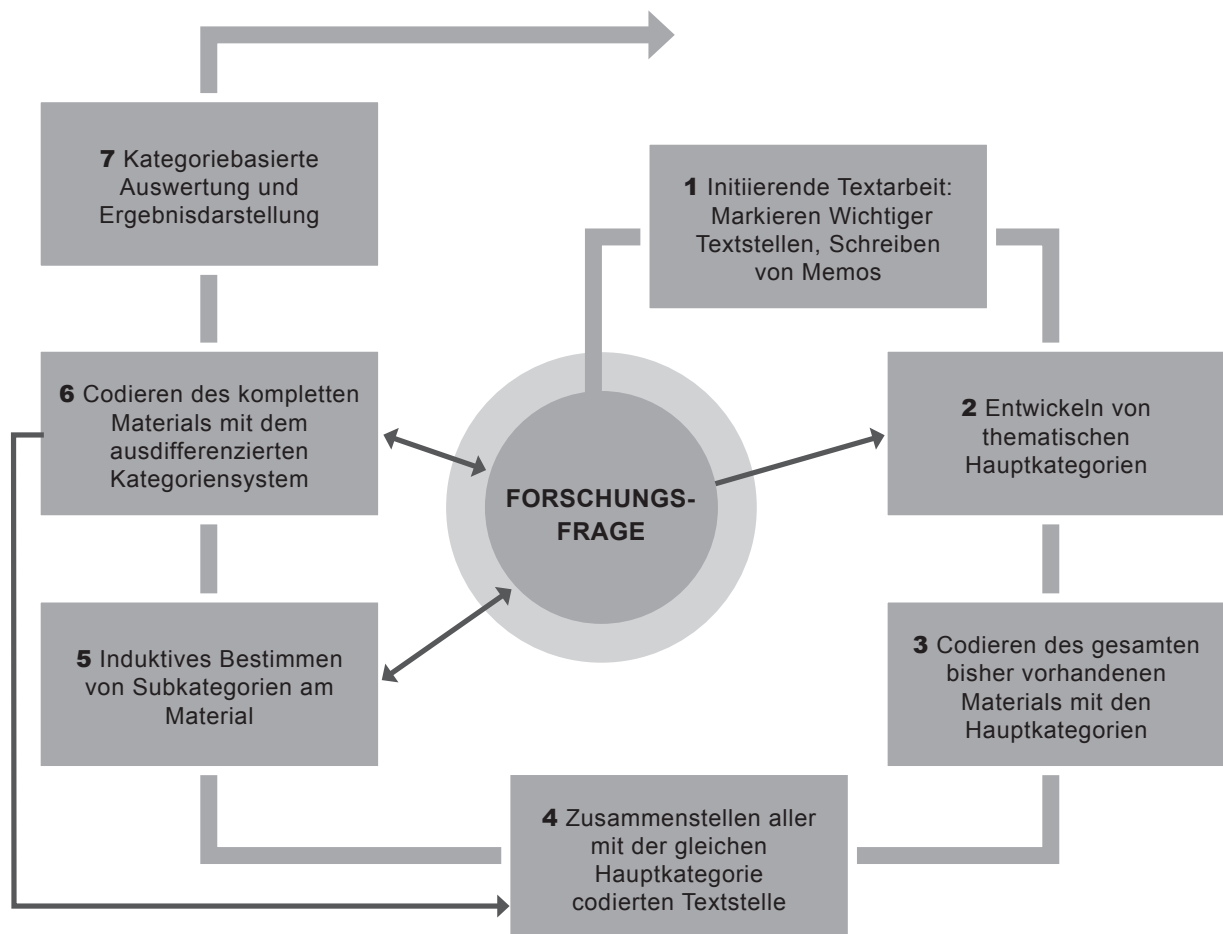 1 Initiierende Textarbeit:
Markieren Wichtiger
Textstellen, Schreiben
von Memos
2 Entwickeln von
thematischen
Hauptkategorien
3 Codieren des gesamten
bisher vorhandenen
Materials mit den
Hauptkategorien
4 Zusammenstellen aller
mit der gleichen
Hauptkategorie
codierten Textstelle
5 Induktives Bestimmen
von Subkategorien am
Material
6 Codieren des kompletten
Materials mit dem
ausdifferenzierten
Kategoriensystem
7 Kategoriebasierte
Auswertung und
Ergebnisdarstellung
FORSCHUNGS-
FRAGE